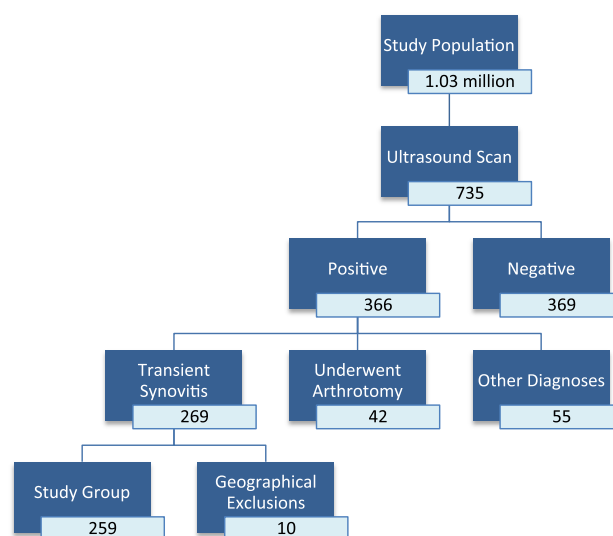 Study Population
1.03 million
Ultrasound Scan
735
Positive
366
Negative
369
Transient
Synovitis
269
Underwent
Arthrotomy
42
Other Diagnoses
55
Study Group
259
Geographical
Exclusions
10